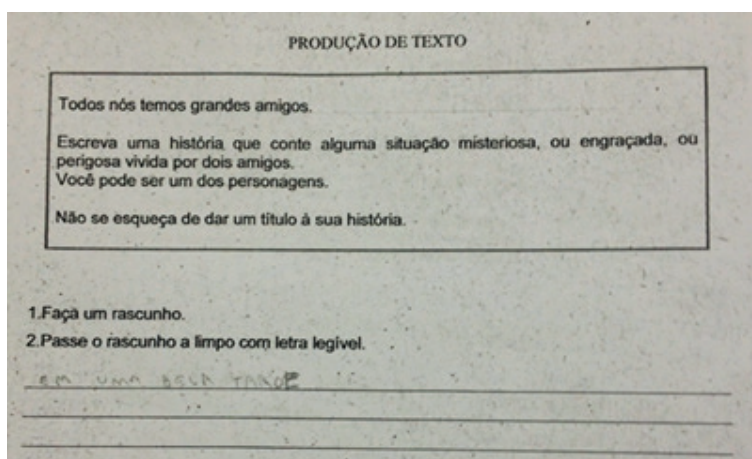 PRODUÇÃO DE TEXTO
Todos nós temos grandes amigos.
Escreva uma história que conte alguma situação misteriosa, ou engraçada, ou
perigosa vivida por dois amigos.
Você pode ser um dos personagens.
Não se esqueça de dar um título à sua história.
1.Faça um rascunho.
2.Passe o rascunho a limpo com letra legível.
EM UMA BELA TARDE